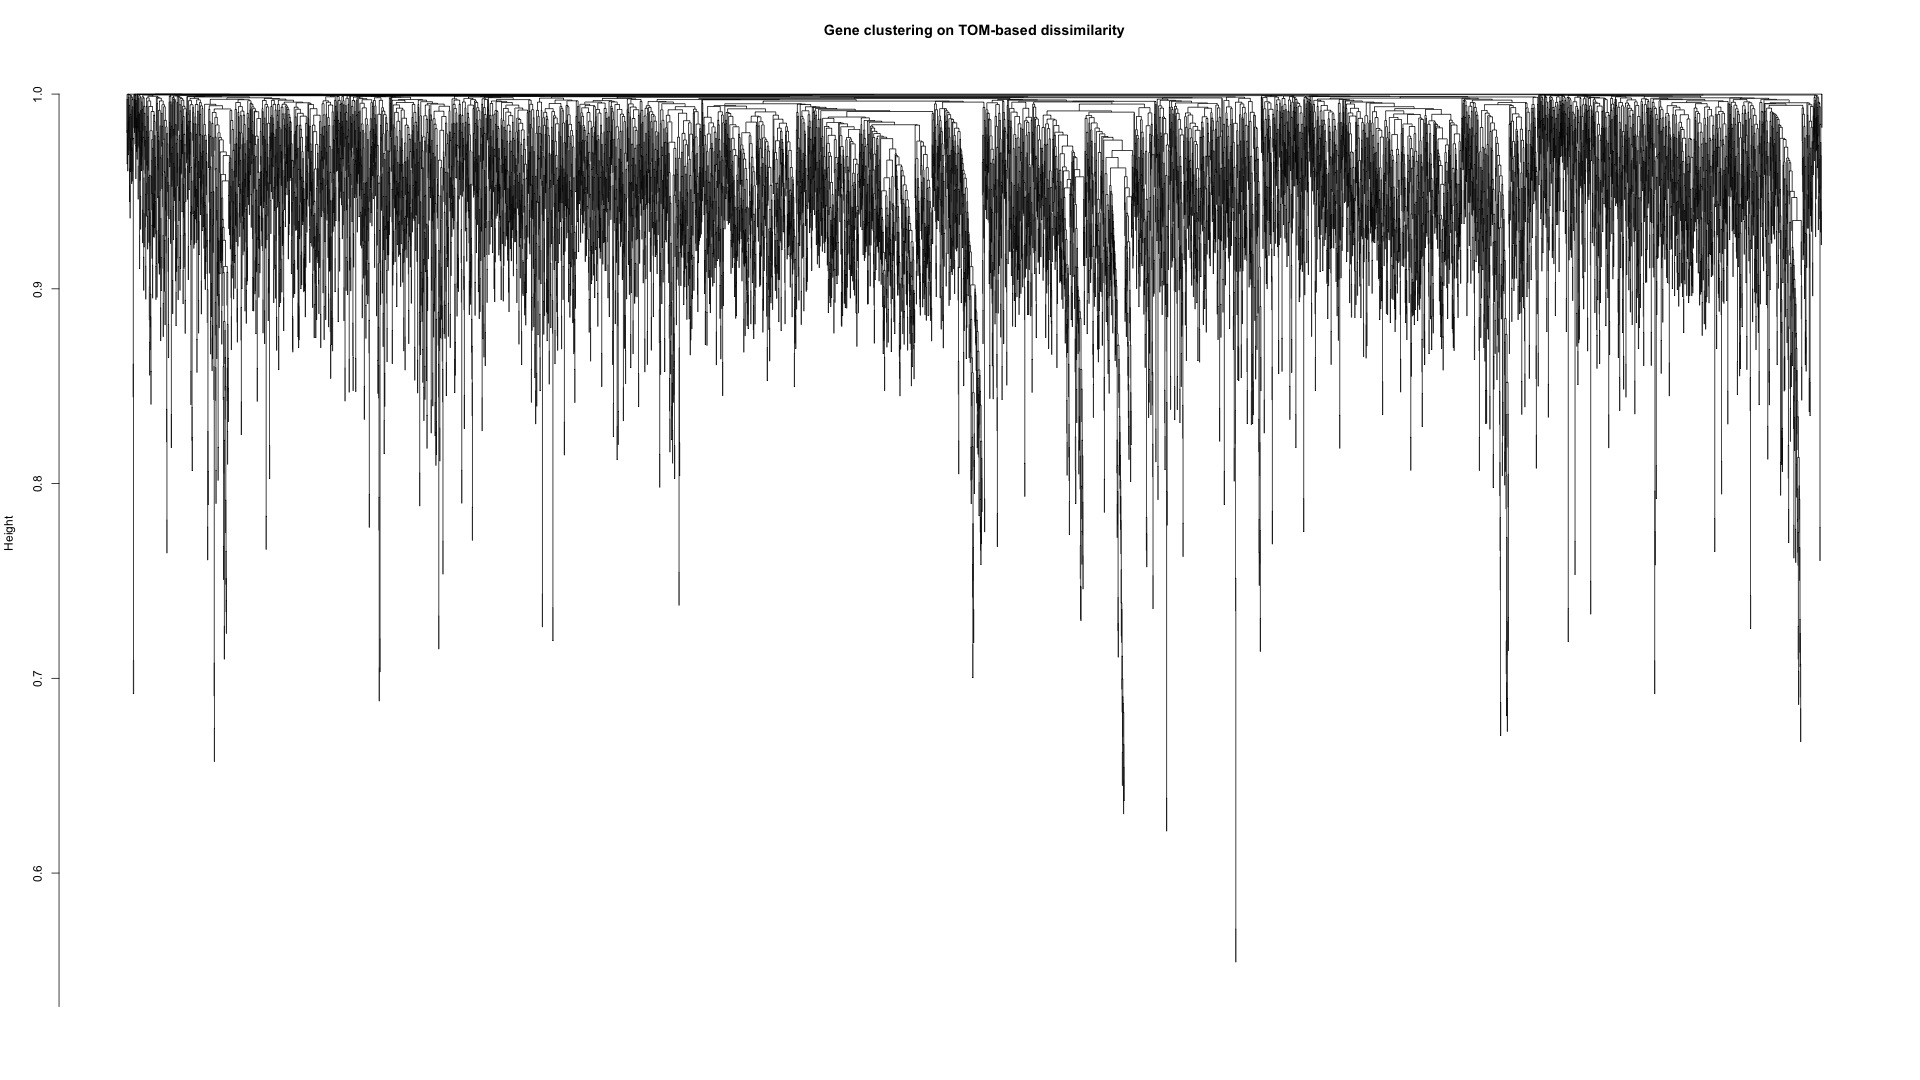 Gene clustering on TOM-based dissimilarity
1.0
0.9
0.8
Height
0.7
0.6